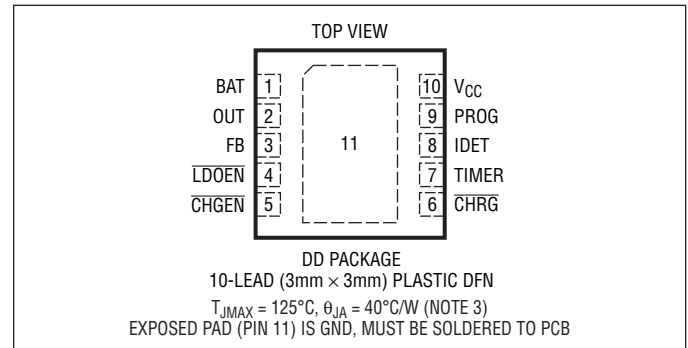 TOP VIEW
BAT 1 10 VCC
OUT 2 9 PROG
FB 3 11 8 IDET
LDOEN 4 7 TIMER
CHGEN 5 6 CHRG
DD PACKAGE
10-LEAD (3mm × 3mm) PLASTIC DFN
TJMAX = 125°C, θJA = 40°C/W (NOTE 3)
EXPOSED PAD (PIN 11) IS GND, MUST BE SOLDERED TO PCB